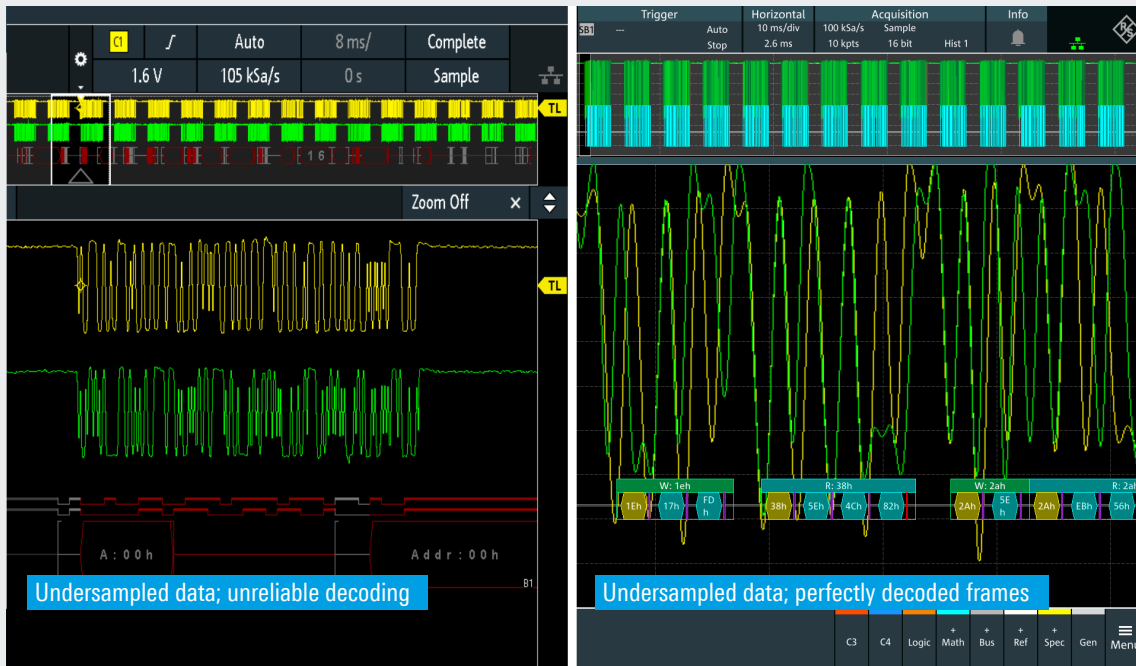 C1 Auto 8 ms/ Complete
1.6 V 105 kSa/s 0 s Sample
TL
16
Zoom Off ×
TL
A:00h Addr:00h
B1
Undersampled data; unreliable decoding
Trigger Horizontal Acquisition Info
SB1 --- Auto 10 ms/div 100 kSa/s Sample
Stop 2.6 ms 10 kpts 16 bit Hist 1
R&S
W: 1eh R: 38h W: 2ah R: 2ah
1Eh 17h FDh 38h 5Eh 4Ch 82h 2Ah 5Eh 2Ah EBh 56h
Undersampled data; perfectly decoded frames
C3 C4 Logic + Math + Bus + Ref + Spec Gen Menu